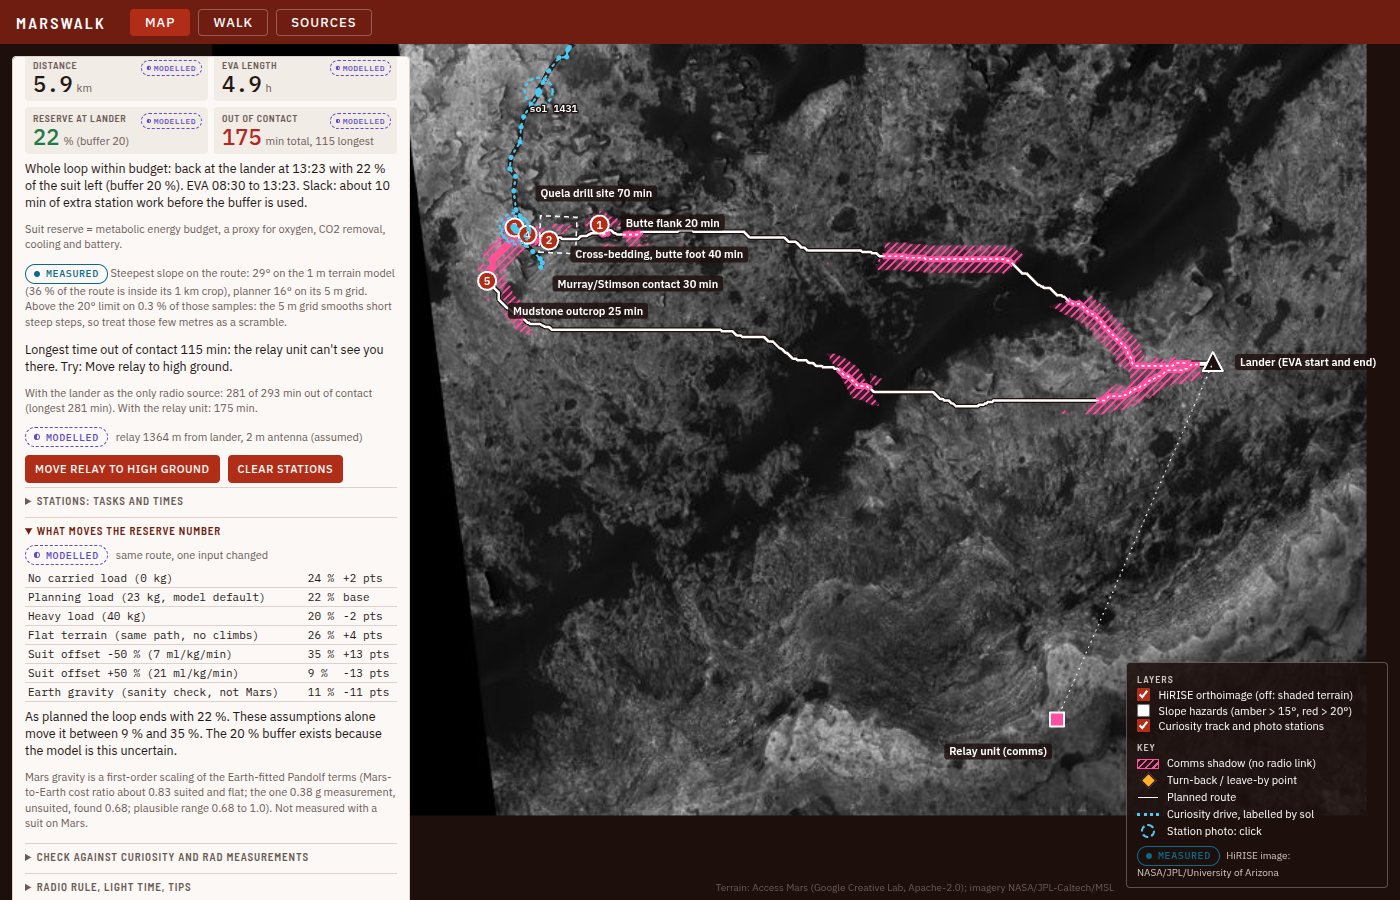 MARSWALK MAP WALK SOURCES
DISTANCE MODELLED
5.9 km
EVA LENGTH MODELLED
4.9 h
RESERVE AT LANDER MODELLED
22 % (buffer 20)
OUT OF CONTACT MODELLED
175 min total, 115 longest
Whole loop within budget: back at the lander at 13:23 with 22 %
of the suit left (buffer 20 %). EVA 08:30 to 13:23. Slack: about 10
min of extra station work before the buffer is used.
Suit reserve = metabolic energy budget, a proxy for oxygen, CO2 removal,
cooling and battery.
MEASURED Steepest slope on the route: 29° on the 1 m terrain model
(36 % of the route is inside its 1 km crop), planner 16° on its 5 m grid.
Above the 20° limit on 0.3 % of those samples: the 5 m grid smooths short
steep steps, so treat those few metres as a scramble.
Longest time out of contact 115 min: the relay unit can't see you
there. Try: Move relay to high ground.
With the lander as the only radio source: 281 of 293 min out of contact
(longest 281 min). With the relay unit: 175 min.
MODELLED relay 1364 m from lander, 2 m antenna (assumed)
MOVE RELAY TO HIGH GROUND CLEAR STATIONS
▶ STATIONS: TASKS AND TIMES
▼ WHAT MOVES THE RESERVE NUMBER
MODELLED same route, one input changed
No carried load (0 kg) 24 % +2 pts
Planning load (23 kg, model default) 22 % base
Heavy load (40 kg) 20 % -2 pts
Flat terrain (same path, no climbs) 26 % +4 pts
Suit offset -50 % (7 ml/kg/min) 35 % +13 pts
Suit offset +50 % (21 ml/kg/min) 9 % -13 pts
Earth gravity (sanity check, not Mars) 11 % -11 pts
As planned the loop ends with 22 %. These assumptions alone
move it between 9 % and 35 %. The 20 % buffer exists because
the model is this uncertain.
Mars gravity is a first-order scaling of the Earth-fitted Pandolf terms (Mars-
to-Earth cost ratio about 0.83 suited and flat; the one 0.38 g measurement,
unsuited, found 0.68; plausible range 0.68 to 1.0). Not measured with a
suit on Mars.
▶ CHECK AGAINST CURIOSITY AND RAD MEASUREMENTS
▶ RADIO RULE, LIGHT TIME, TIPS
sol 1431
Quela drill site 70 min
1 Butte flank 20 min
4
2
Cross-bedding, butte foot 40 min
5
Murray/Stimson contact 30 min
Mudstone outcrop 25 min
Lander (EVA start and end)
Relay unit (comms)
LAYERS
HiRISE orthoimage (off: shaded terrain)
Slope hazards (amber > 15°, red > 20°)
Curiosity track and photo stations
KEY
Comms shadow (no radio link)
Turn-back / leave-by point
Planned route
Curiosity drive, labelled by sol
Station photo: click
MEASURED HiRISE image:
NASA/JPL/University of Arizona
Terrain: Access Mars (Google Creative Lab, Apache-2.0); imagery NASA/JPL-Caltech/MSL